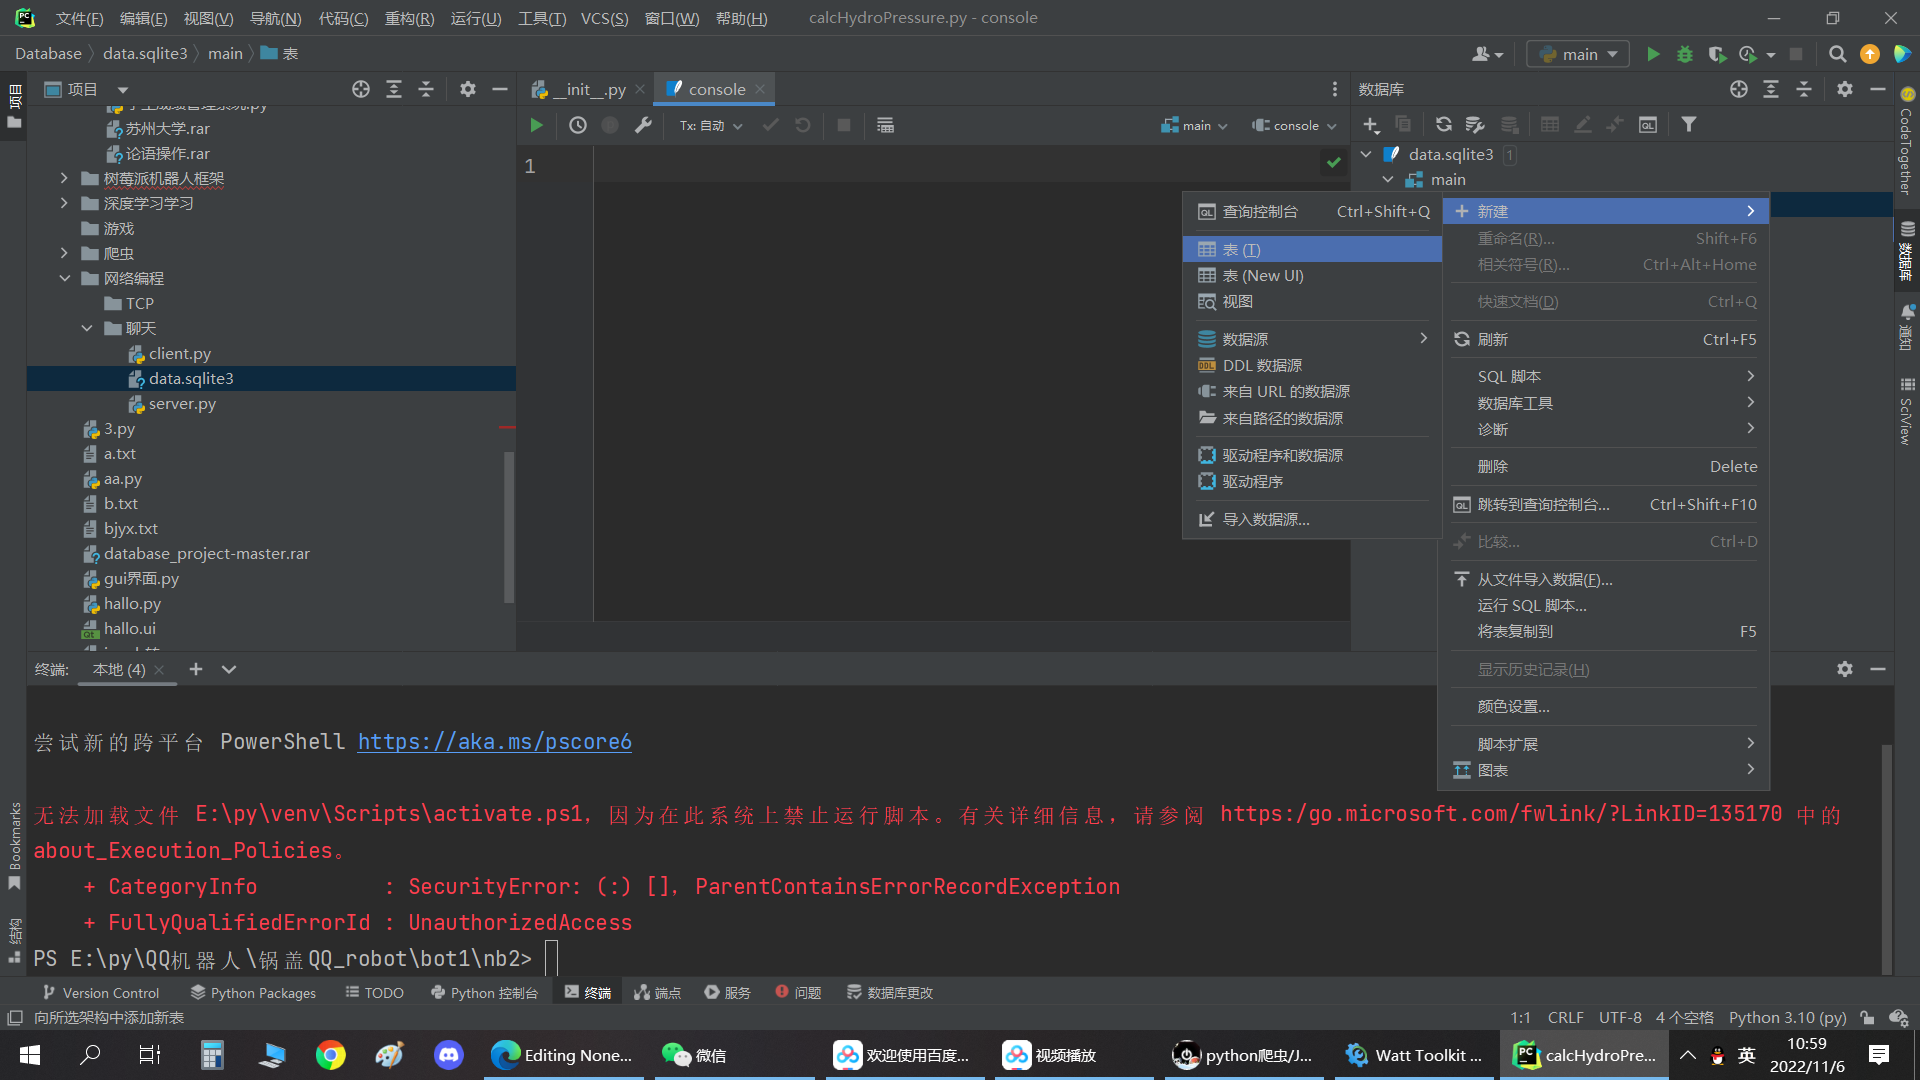 文件(F) 编辑(E) 视图(V) 导航(N) 代码(C) 重构(R) 运行(U) 工具(T) VCS(S) 窗口(W) 帮助(H) calcHydroPressure.py - console
Database data.sqlite3 main 表
main
项目
学生成绩管理系统.py
苏州大学.rar
论语操作.rar
树莓派机器人框架
深度学习学习
游戏
爬虫
网络编程
TCP
聊天
client.py
data.sqlite3
server.py
3.py
a.txt
aa.py
b.txt
bjyx.txt
database_project-master.rar
gui界面.py
hallo.py
hallo.ui
__init__.py console
Tx: 自动 main console
1
数据库
data.sqlite3 1
main
查询控制台 Ctrl+Shift+Q
表 (T)
表 (New UI)
视图
数据源
DDL 数据源
来自 URL 的数据源
来自路径的数据源
驱动程序和数据源
驱动程序
导入数据源...
新建
重命名(R)... Shift+F6
相关符号(R)... Ctrl+Alt+Home
快速文档(D) Ctrl+Q
刷新 Ctrl+F5
SQL 脚本
数据库工具
诊断
删除 Delete
跳转到查询控制台... Ctrl+Shift+F10
比较... Ctrl+D
从文件导入数据(F)...
运行 SQL 脚本...
将表复制到 F5
显示历史记录(H)
颜色设置...
脚本扩展
图表
项目
Bookmarks
结构
CodeTogether
数据库
通知
SciView
终端: 本地 (4)
尝试新的跨平台 PowerShell https://aka.ms/pscore6
无法加载文件 E:\py\venv\Scripts\activate.ps1，因为在此系统上禁止运行脚本。有关详细信息，请参阅 https:/go.microsoft.com/fwlink/?LinkID=135170 中的
about_Execution_Policies。
+ CategoryInfo : SecurityError: (:) [], ParentContainsErrorRecordException
+ FullyQualifiedErrorId : UnauthorizedAccess
PS E:\py\QQ机器人\锅盖QQ_robot\bot1\nb2>
Version Control Python Packages TODO Python 控制台 终端 端点 服务 问题 数据库更改
向所选架构中添加新表 1:1 CRLF UTF-8 4 个空格 Python 3.10 (py)
Editing None... 微信 欢迎使用百度... 视频播放 python爬虫/J... Watt Toolkit ... calcHydroPre... 英 10:59
2022/11/6